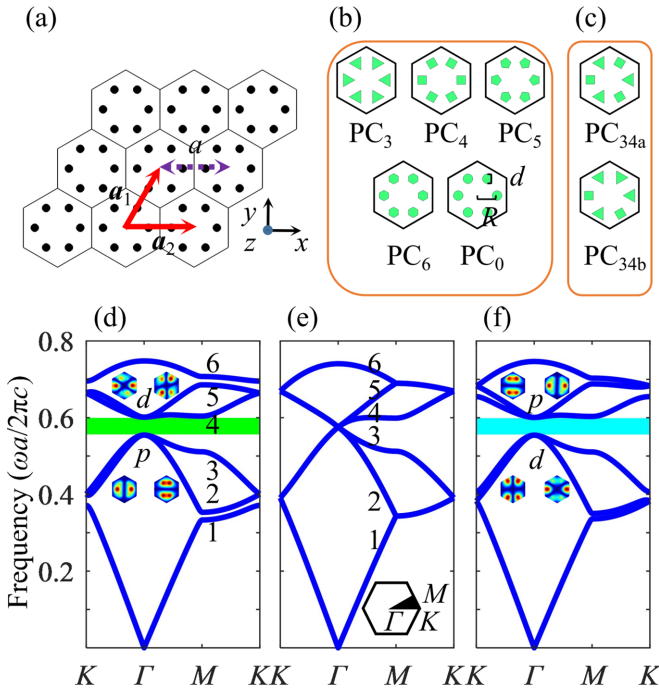 (a)
a
a₁
a₂
y
z
x
(b)
PC₃
PC₄
PC₅
PC₆
PC₀
d
R
(c)
PC₃₄ₐ
PC₃₄b
(d)
(e)
(f)
Frequency (ωa/2πc)
0.8
0.6
0.4
0.2
6
d
5
4
p
3
2
1
K
Γ
M
K
6
5
4
3
2
1
M
Γ
K
K
Γ
M
K
p
d
K
Γ
M
K